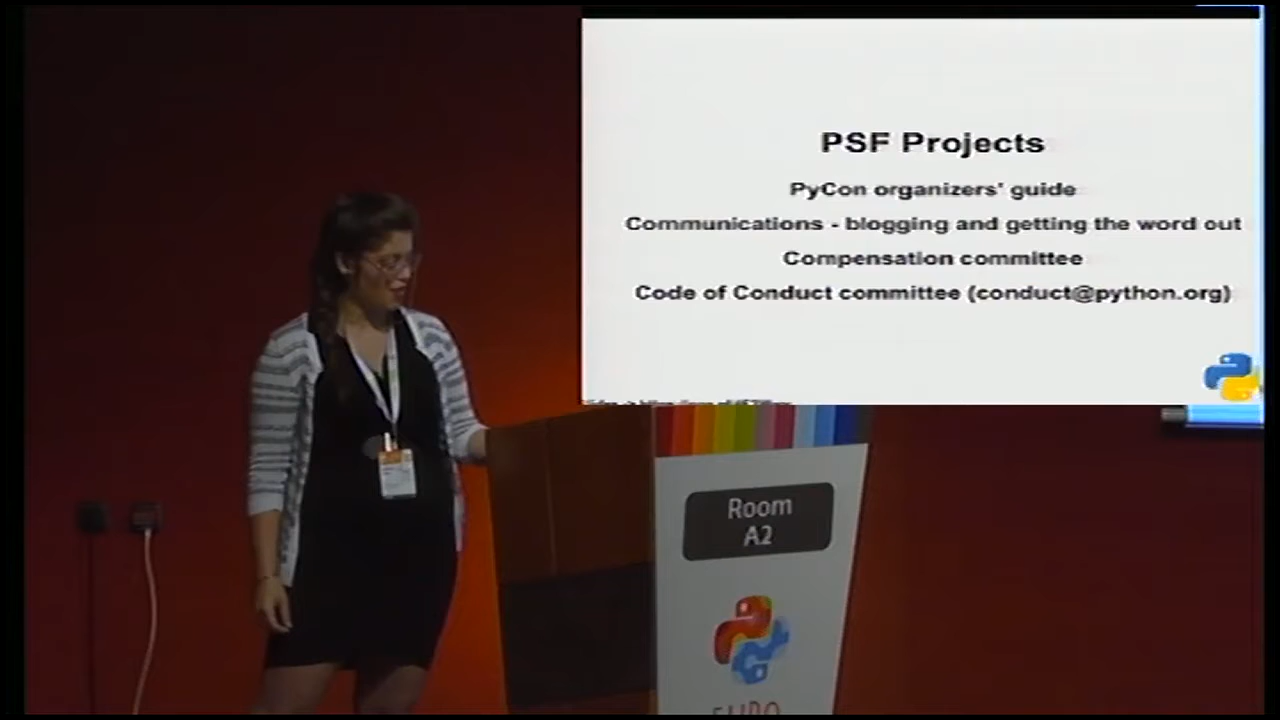 PSF Projects
PyCon organizers' guide
Communications - blogging and getting the word out
Compensation committee
Code of Conduct committee (conduct@python.org)
Room
A2
EURO